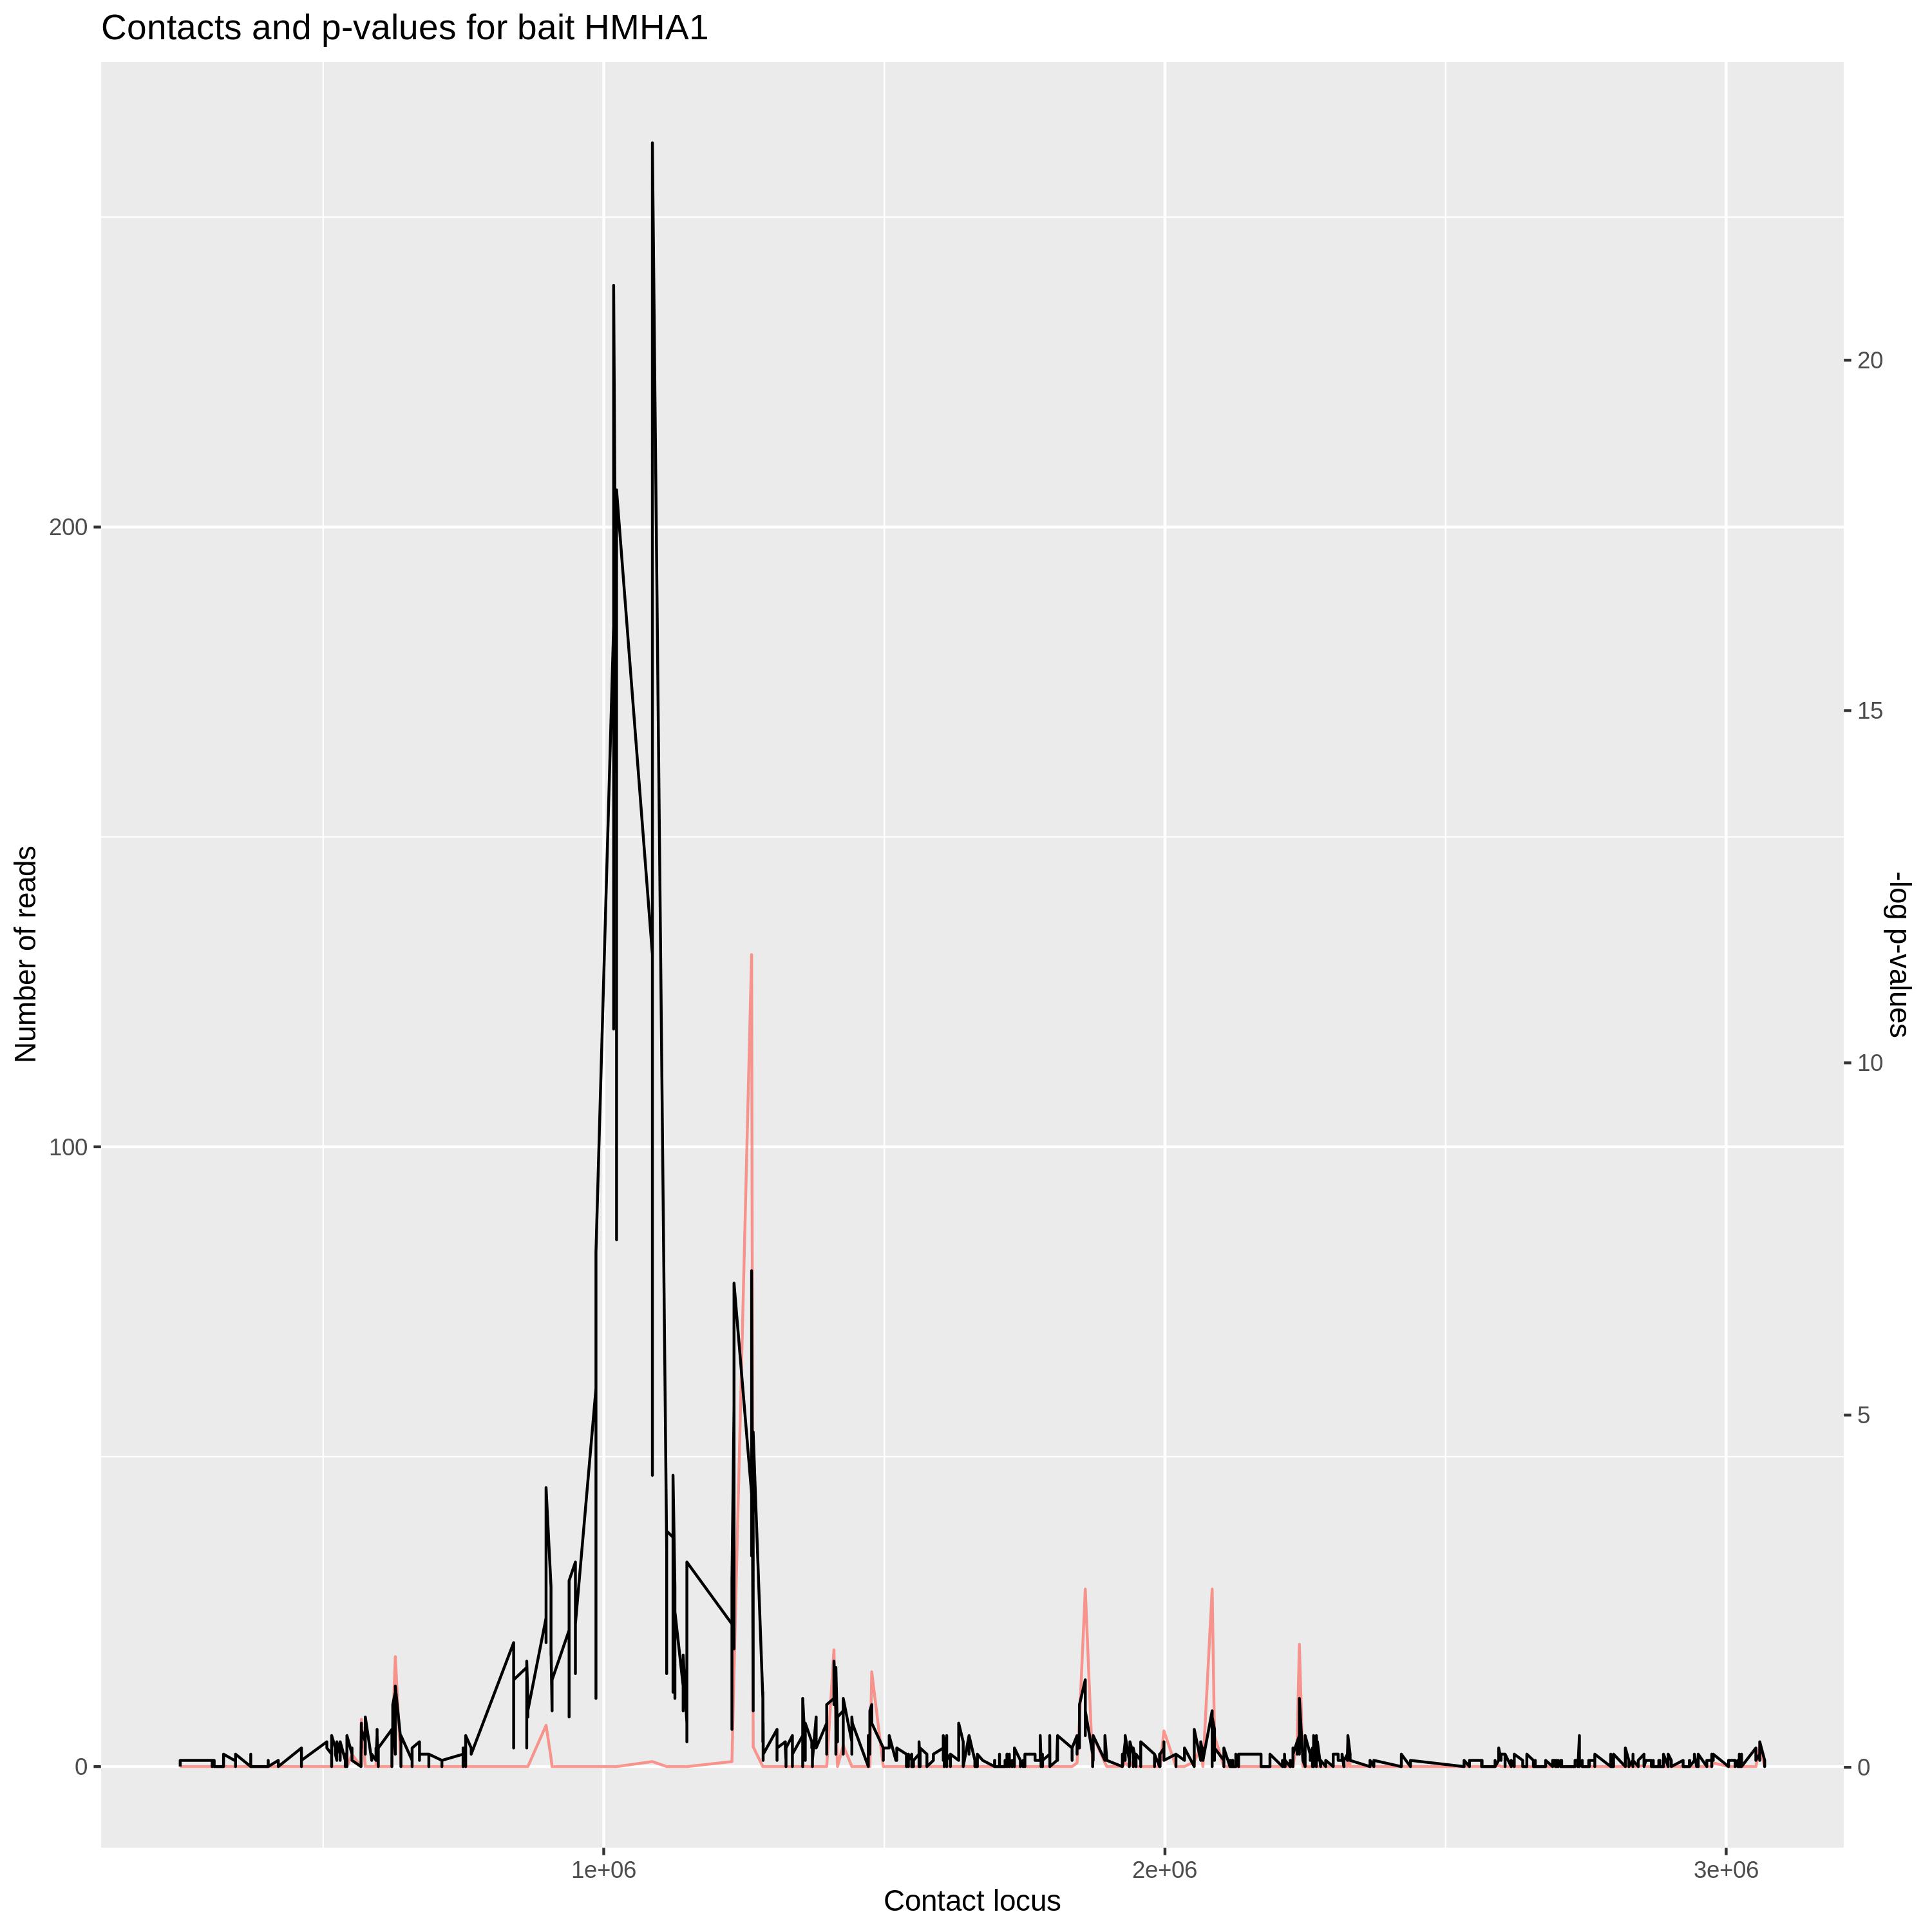 Contacts and p-values for bait HMHA1
Number of reads
200
100
0
20
15
10
5
0
-log p-values
1e+06
2e+06
3e+06
Contact locus